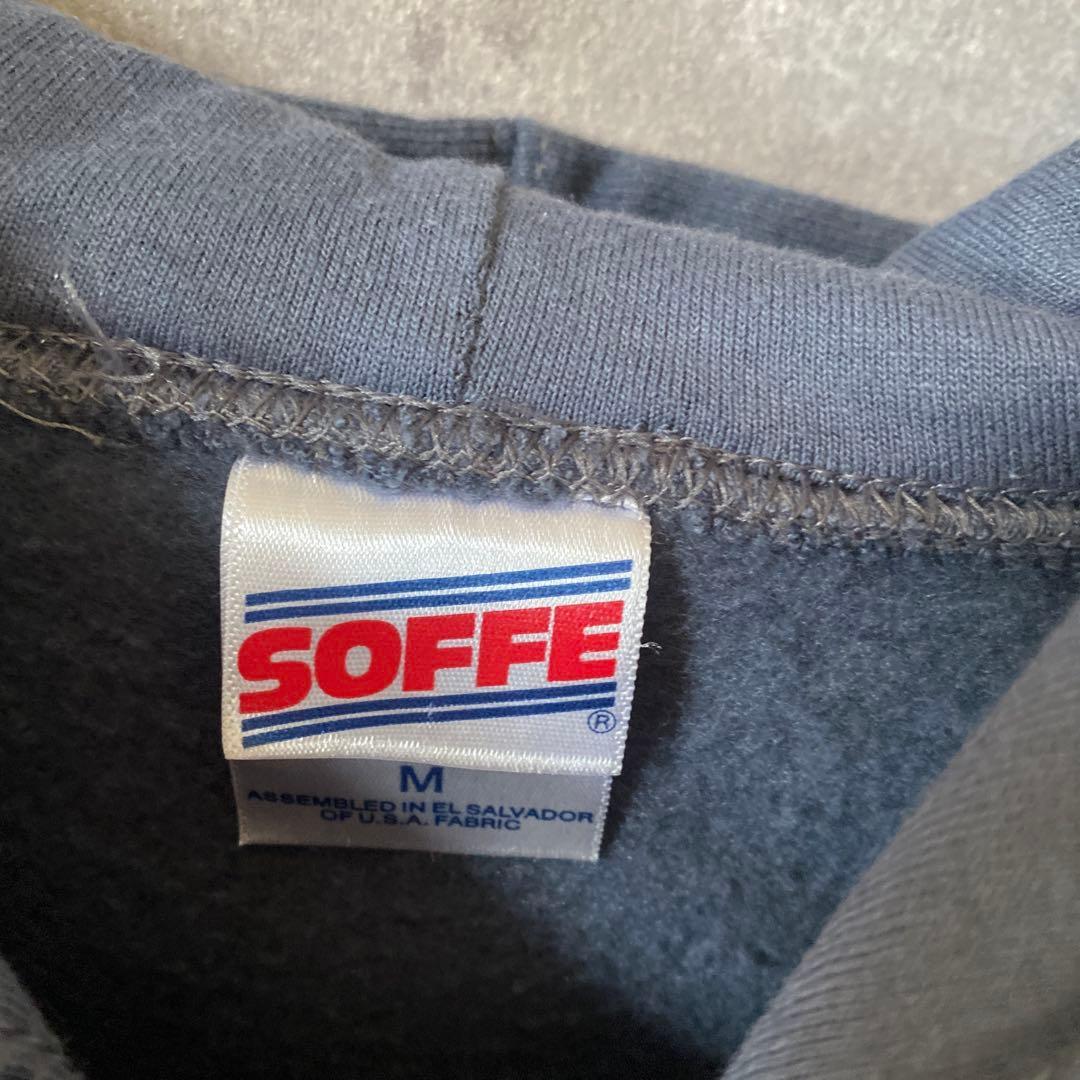 SOFFE
®
M
ASSEMBLED IN EL SALVADOR
OF U.S.A. FABRIC